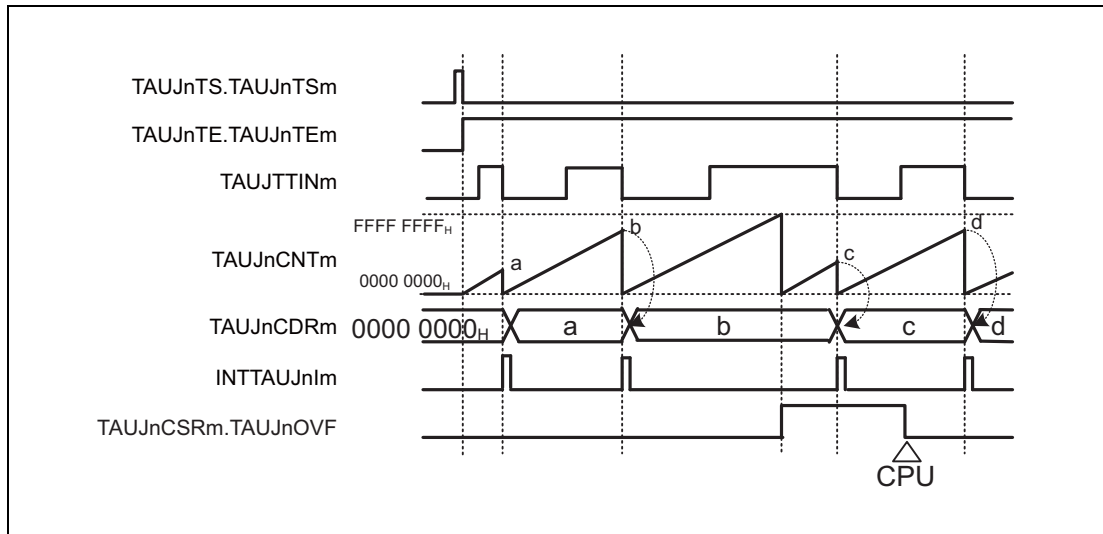 TAUJnTS.TAUJnTSm
TAUJnTE.TAUJnTEm
TAUJTTINm
FFFF FFFFH
b
d
TAUJnCNTm
a
c
0000 0000H
TAUJnCDRm 0000 0000H a b c d
INTTAUJnIm
TAUJnCSRm.TAUJnOVF
CPU